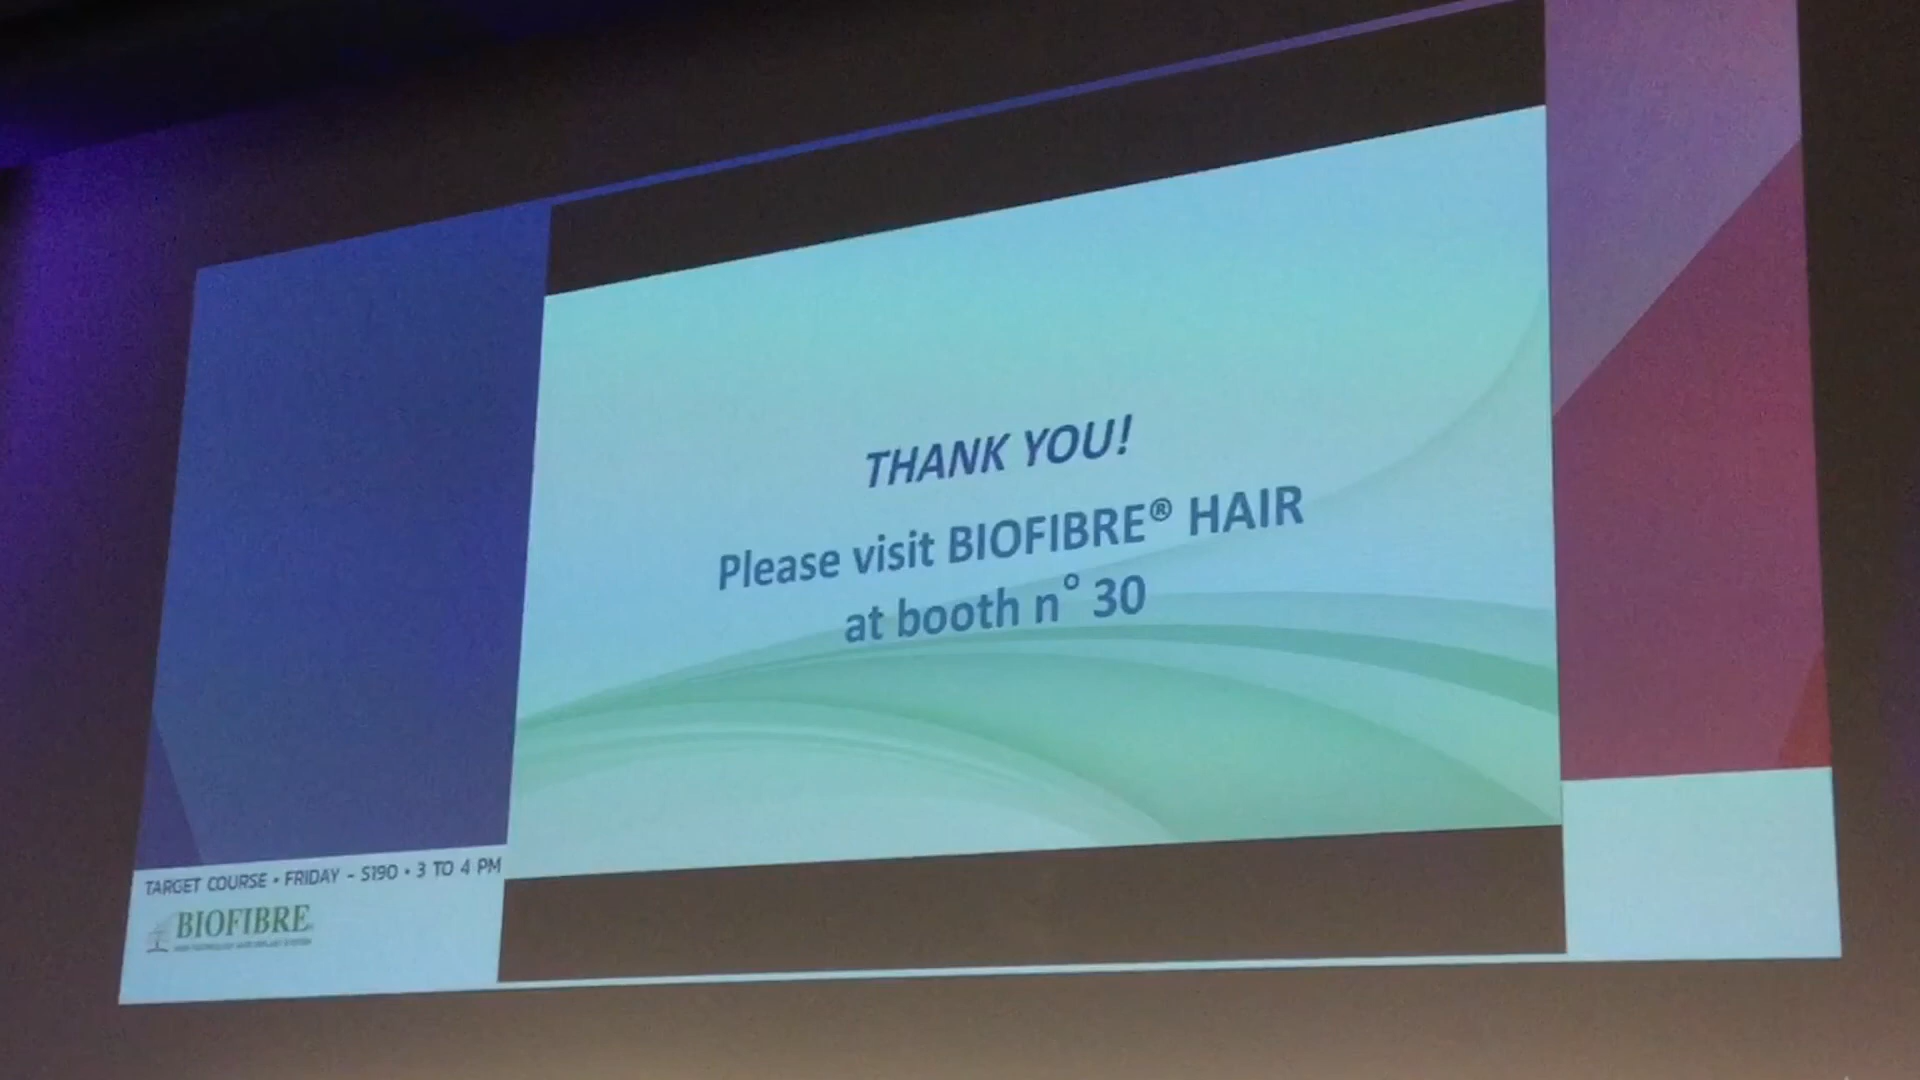 THANK YOU!
Please visit BIOFIBRE® HAIR
at booth n° 30
TARGET COURSE • FRIDAY - S190 • 3 TO 4 PM
BIOFIBRE